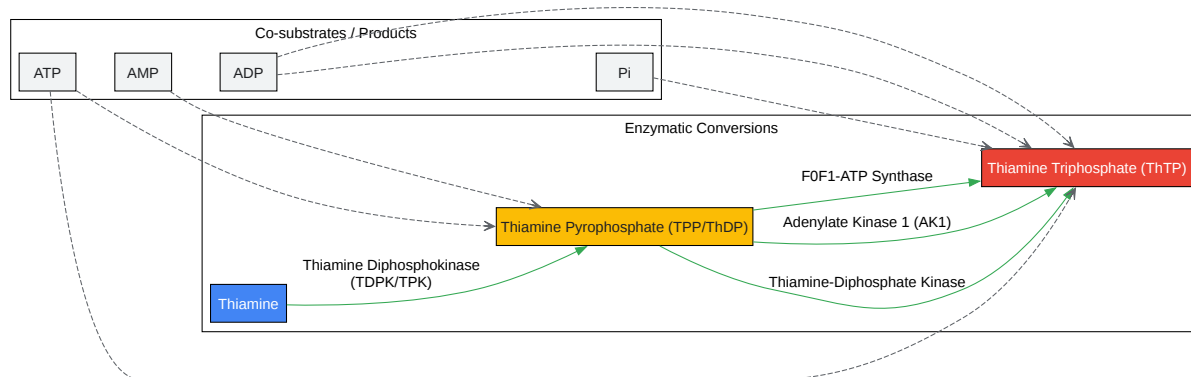 Co-substrates / Products
ATP
AMP
ADP
Pi
Enzymatic Conversions
Thiamine Triphosphate (ThTP)
F0F1-ATP Synthase
Adenylate Kinase 1 (AK1)
Thiamine Pyrophosphate (TPP/ThDP)
Thiamine Diphosphokinase
(TDPK/TPK)
Thiamine-Diphosphate Kinase
Thiamine